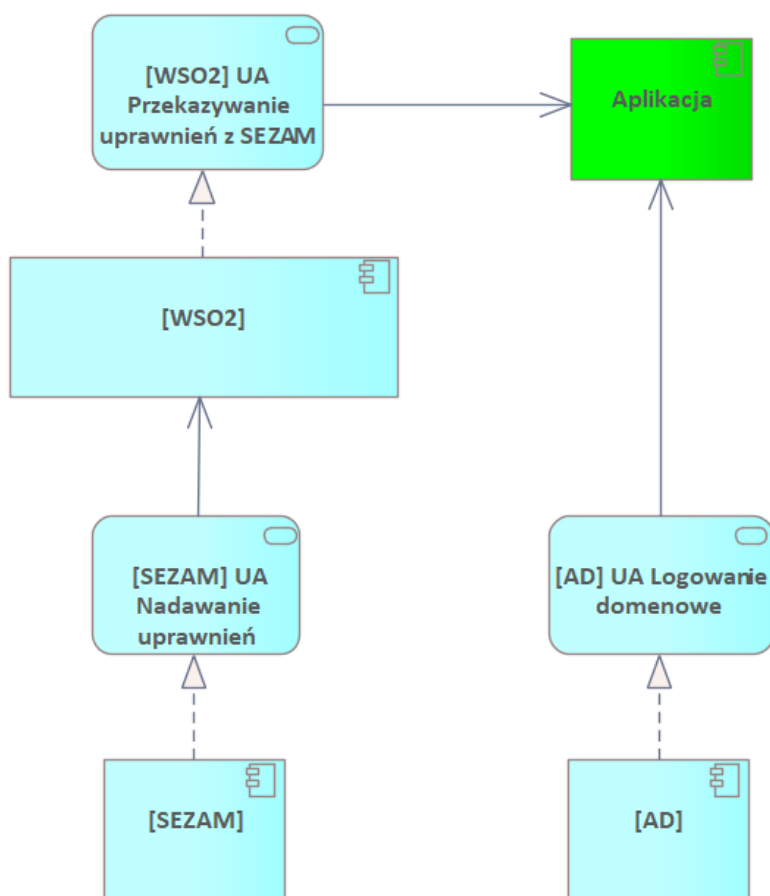 [WSO2] UA
Przekazywanie
uprawnień z SEZAM
Aplikacja
[WSO2]
[SEZAM] UA
Nadawanie
uprawnień
[AD] UA Logowanie
domenowe
[SEZAM]
[AD]